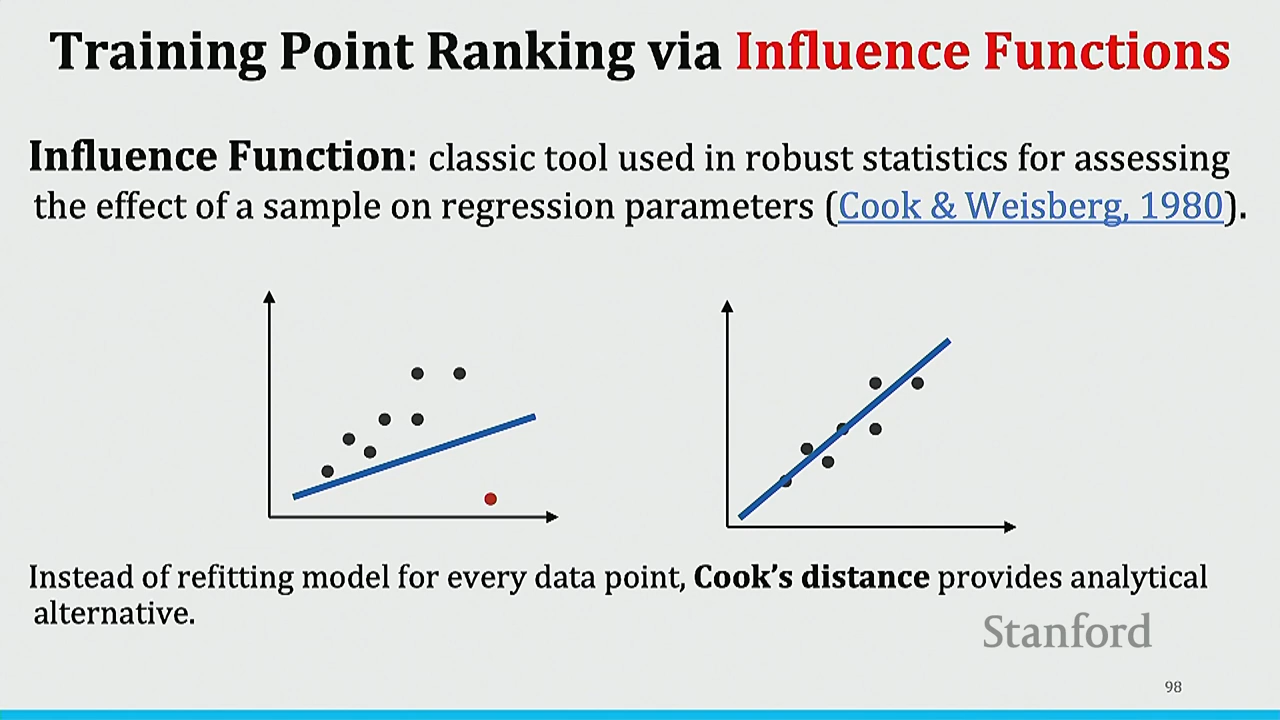 Training Point Ranking via Influence Functions
Influence Function: classic tool used in robust statistics for assessing
the effect of a sample on regression parameters (Cook & Weisberg, 1980).
Instead of refitting model for every data point, Cook’s distance provides analytical
alternative.
Stanford
98